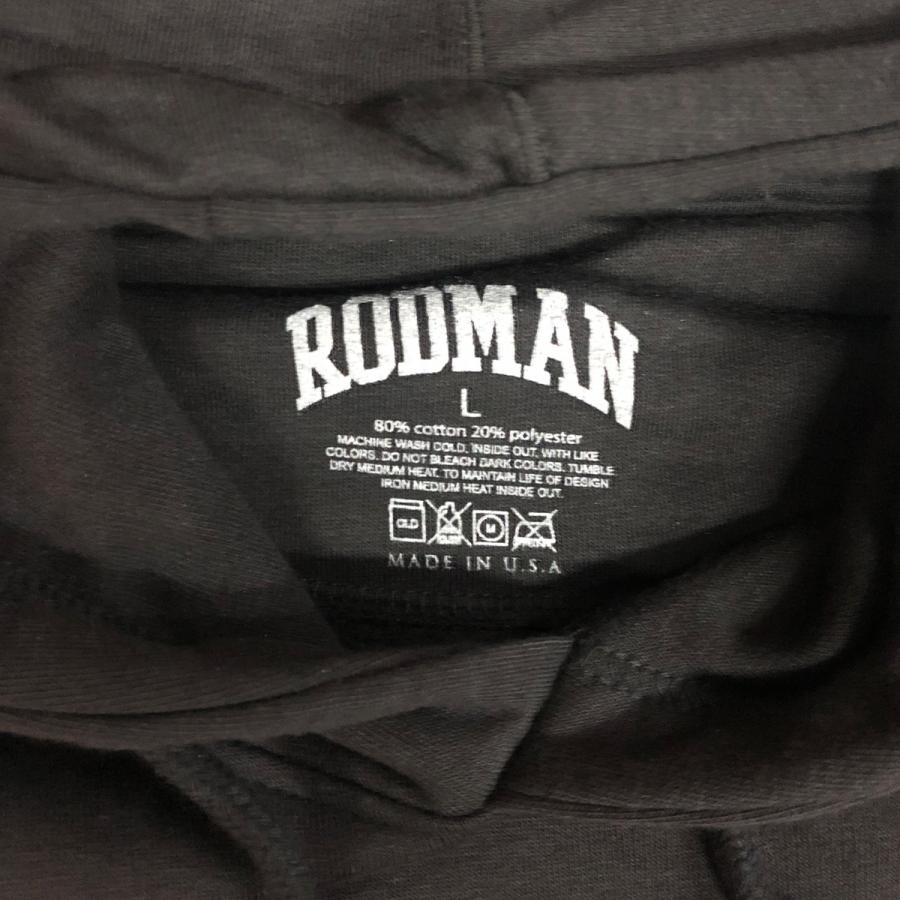 RODMAN
L
80% cotton 20% polyester
MACHINE WASH COLD, INSIDE OUT, WITH LIKE
COLORS. DO NOT BLEACH DARK COLORS. TUMBLE
DRY MEDIUM HEAT. TO MAINTAIN LIFE OF DESIGN
IRON MEDIUM HEAT INSIDE OUT.
M
MADE IN U.S.A